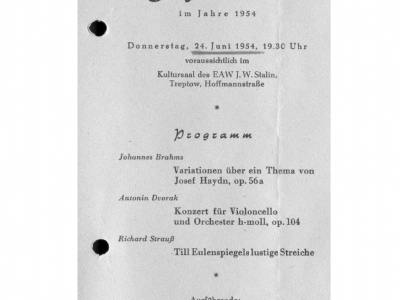 im Jahre 1954
Donnerstag, 24. Juni 1954, 19.30 Uhr
voraussichtlich im
Kultursaal des EAW J. W. Stalin,
Treptow, Hoffmannstraße
*
Programm
Johannes Brahms
Variationen über ein Thema von
Josef Haydn, op. 56a
Antonin Dvorak
Konzert für Violoncello
und Orchester h-moll, op. 104
Richard Strauß
Till Eulenspiegels lustige Streiche
*
Ausführende: